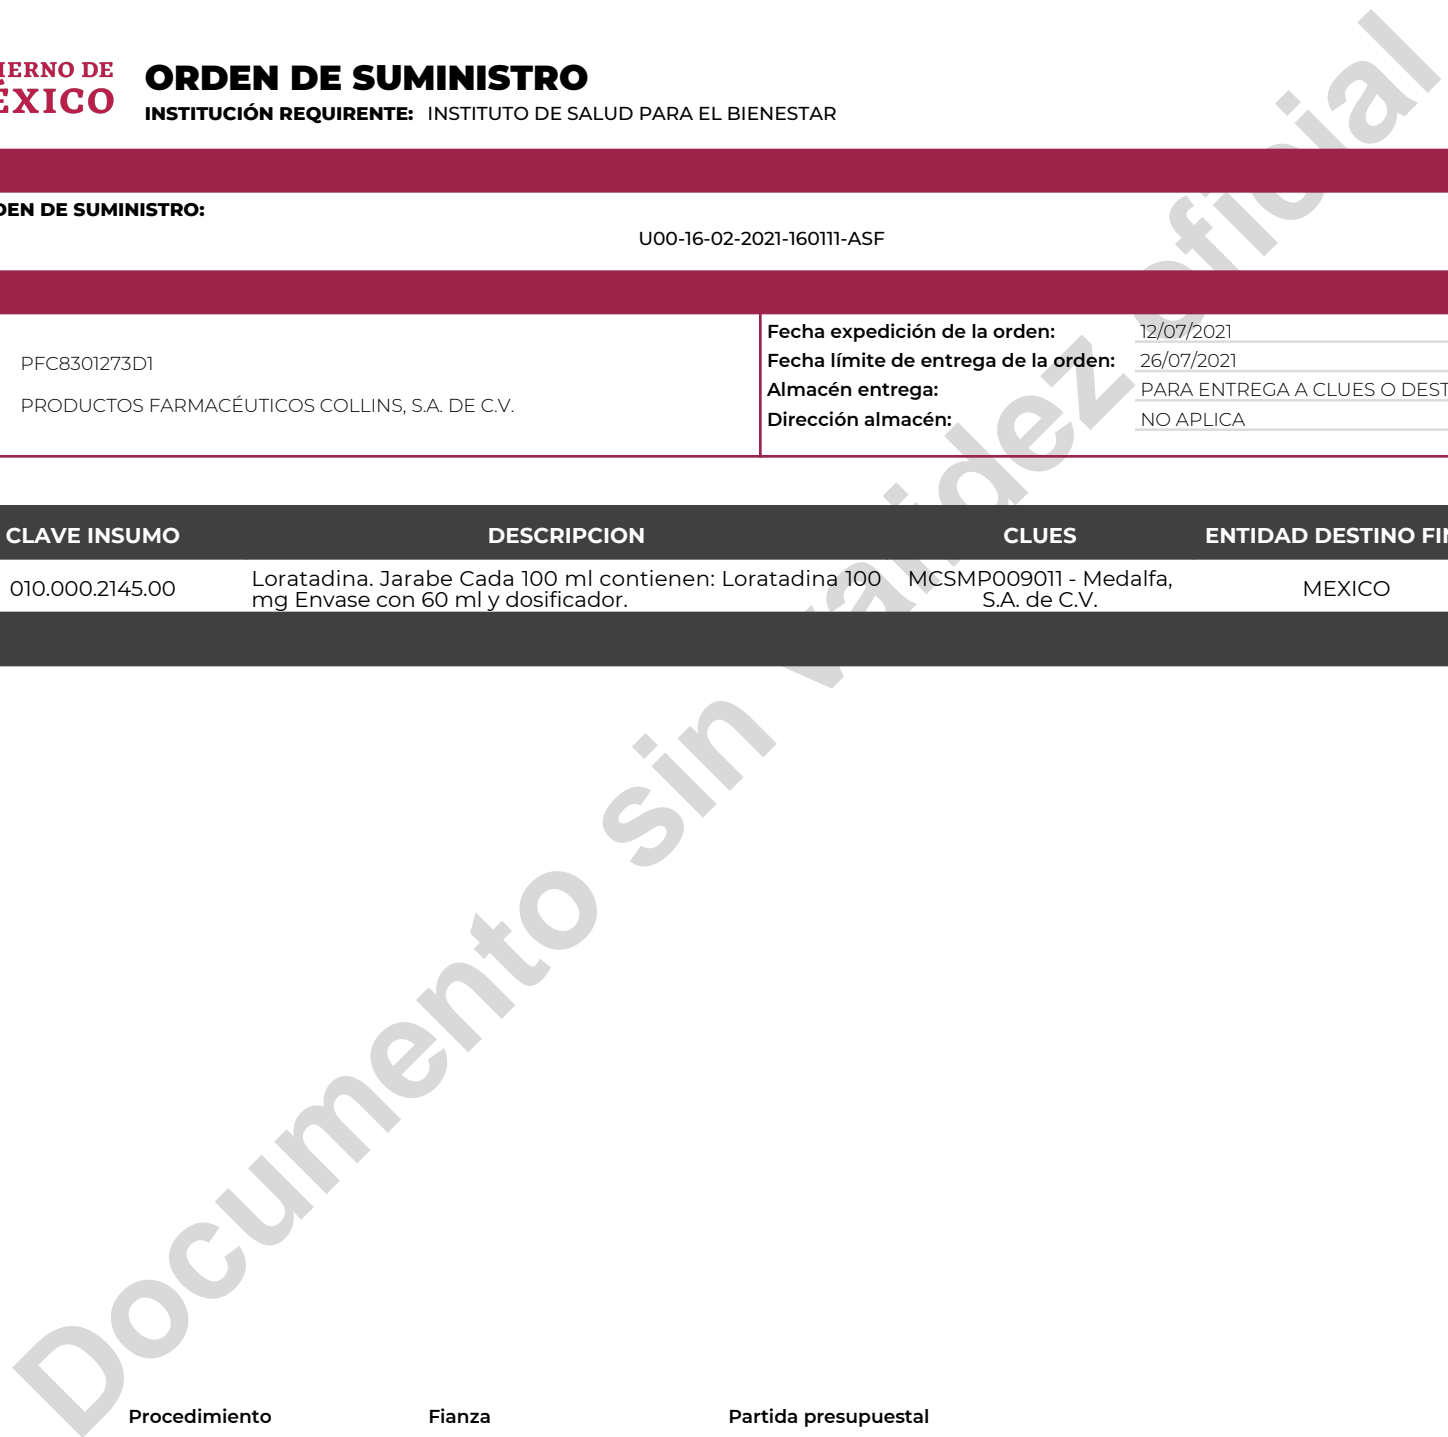 IERNO DE
ÉXICO
ORDEN DE SUMINISTRO
INSTITUCIÓN REQUIRENTE: INSTITUTO DE SALUD PARA EL BIENESTAR
DEN DE SUMINISTRO:
U00-16-02-2021-160111-ASF
PFC8301273D1
PRODUCTOS FARMACÉUTICOS COLLINS, S.A. DE C.V.
Fecha expedición de la orden: 12/07/2021
Fecha límite de entrega de la orden: 26/07/2021
Almacén entrega: PARA ENTREGA A CLUES O DEST
Dirección almacén: NO APLICA
CLAVE INSUMO DESCRIPCION CLUES ENTIDAD DESTINO FIN
010.000.2145.00
Loratadina. Jarabe Cada 100 ml contienen: Loratadina 100
mg Envase con 60 ml y dosificador.
MCSMP009011 - Medalfa,
S.A. de C.V.
MEXICO
Documento sin validez oficial
Procedimiento Fianza Partida presupuestal